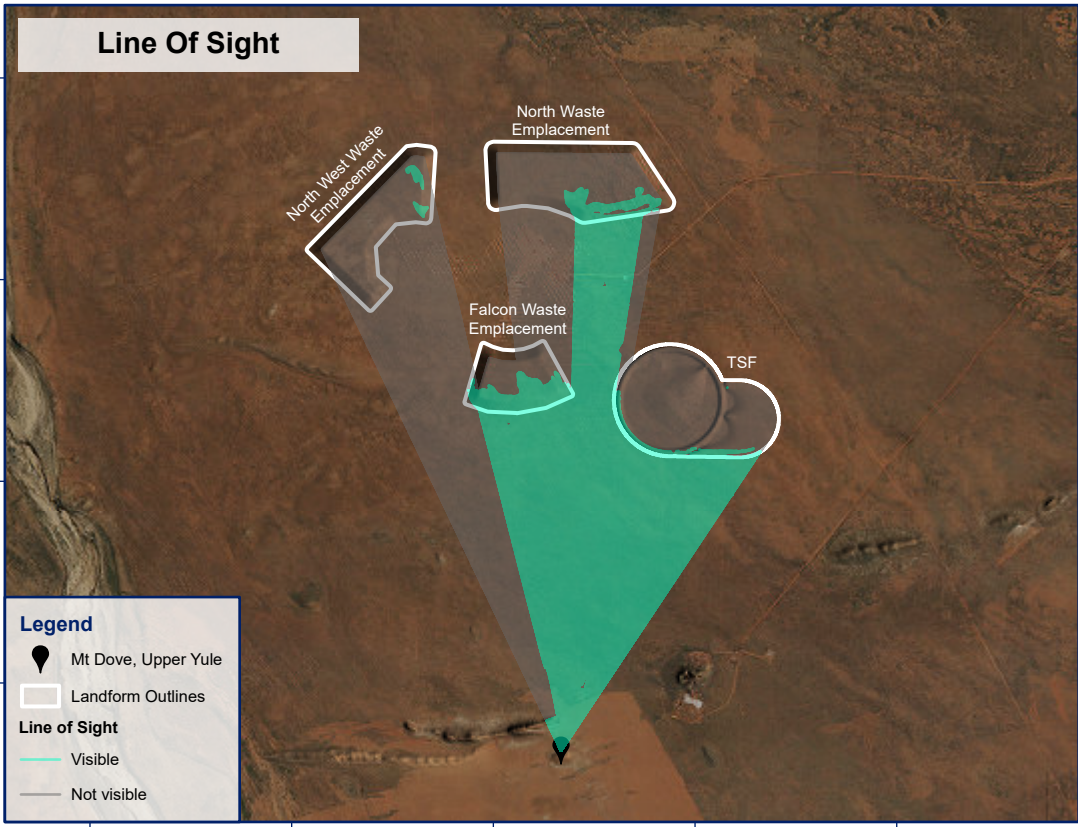 Line Of Sight
North Waste
Emplacement
North West Waste
Emplacement
Falcon Waste
Emplacement
TSF
Legend
Mt Dove, Upper Yule
Landform Outlines
Line of Sight
Visible
Not visible